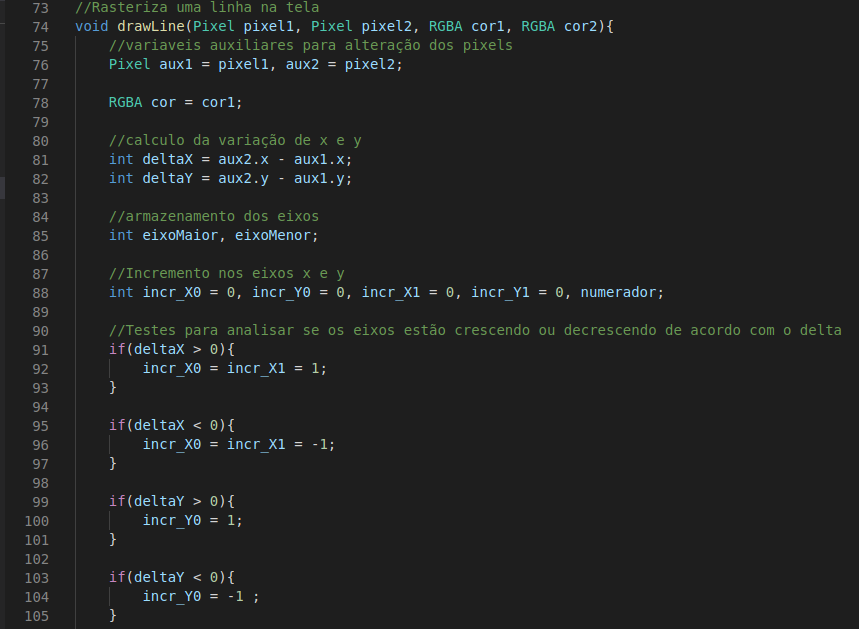 73 //Rasteriza uma linha na tela
74 void drawLine(Pixel pixel1, Pixel pixel2, RGBA cor1, RGBA cor2){
75     //variaveis auxiliares para alteração dos pixels
76     Pixel aux1 = pixel1, aux2 = pixel2;
77
78     RGBA cor = cor1;
79
80     //calculo da variação de x e y
81     int deltaX = aux2.x - aux1.x;
82     int deltaY = aux2.y - aux1.y;
83
84     //armazenamento dos eixos
85     int eixoMaior, eixoMenor;
86
87     //Incremento nos eixos x e y
88     int incr_X0 = 0, incr_Y0 = 0, incr_X1 = 0, incr_Y1 = 0, numerador;
89
90     //Testes para analisar se os eixos estão crescendo ou decrescendo de acordo com o delta
91     if(deltaX > 0){
92         incr_X0 = incr_X1 = 1;
93     }
94
95     if(deltaX < 0){
96         incr_X0 = incr_X1 = -1;
97     }
98
99     if(deltaY > 0){
100         incr_Y0 = 1;
101     }
102
103     if(deltaY < 0){
104         incr_Y0 = -1 ;
105     }